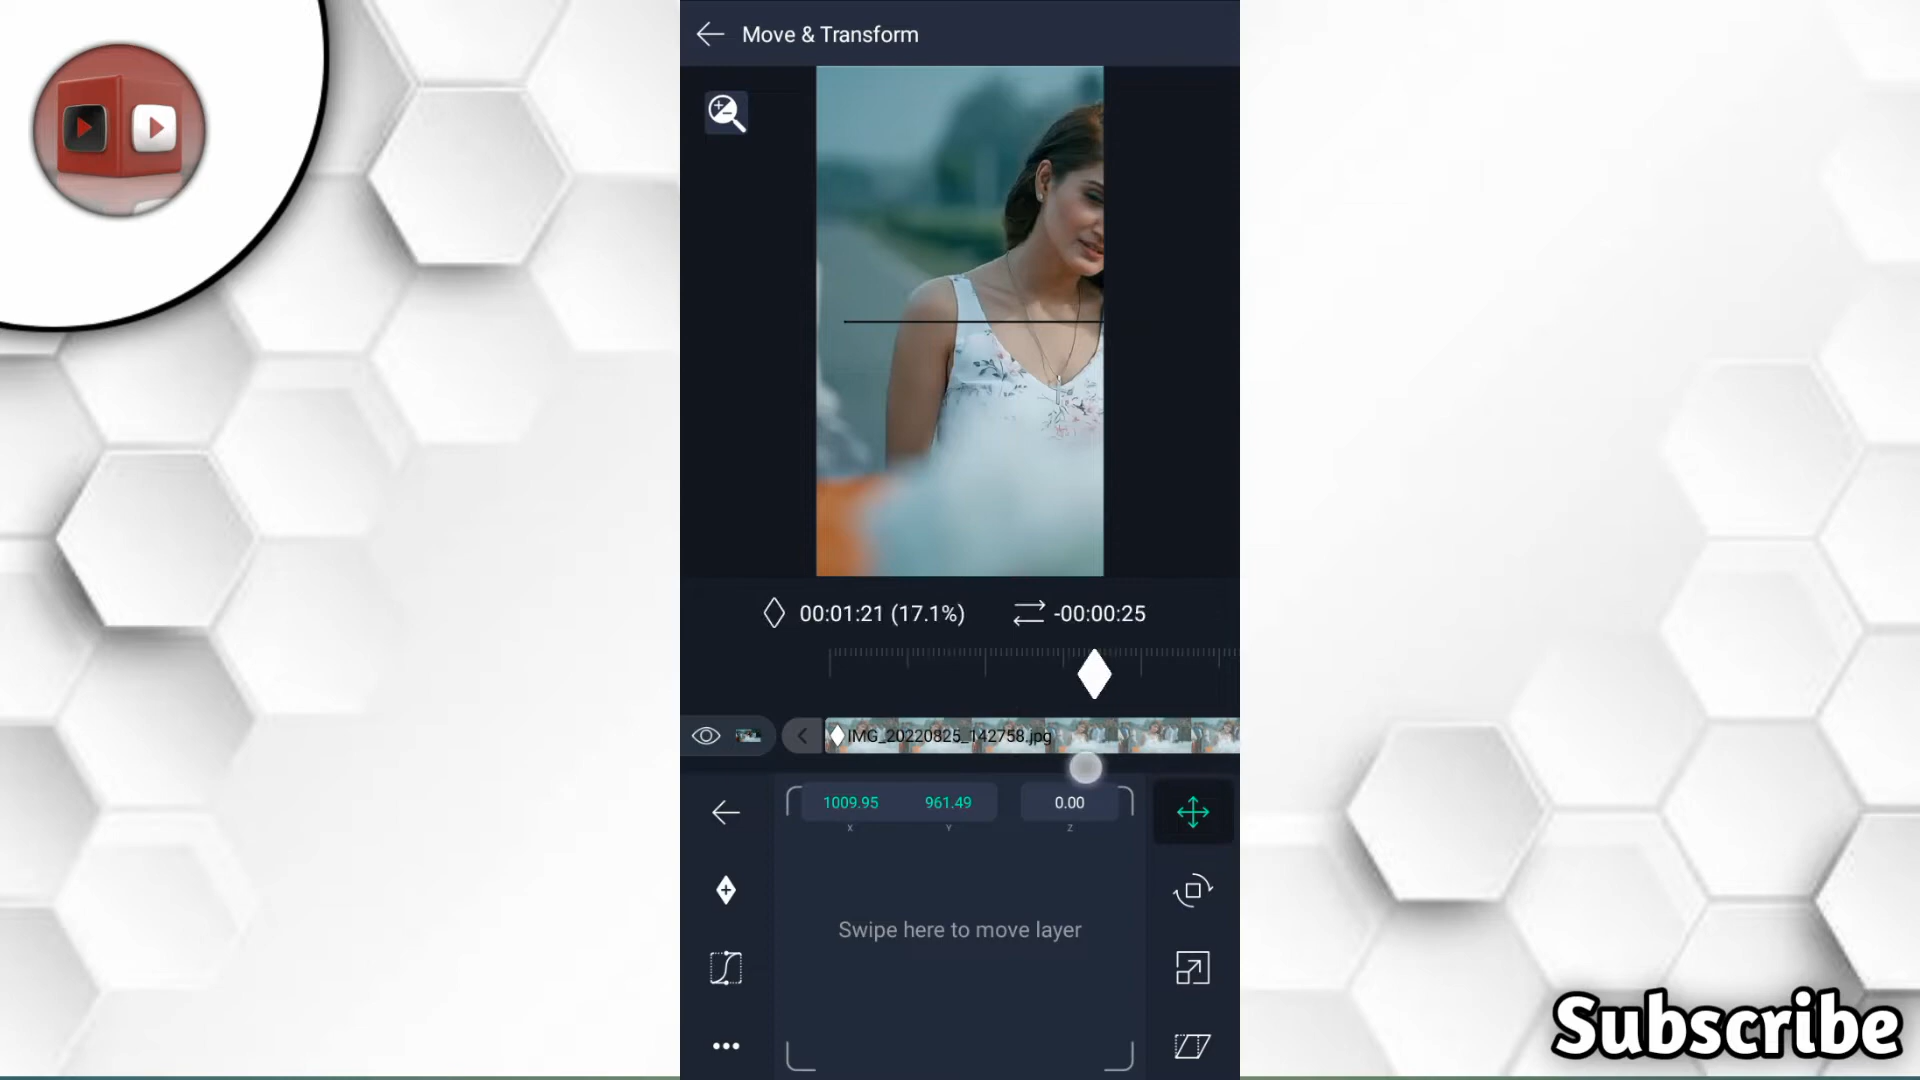 Move & Transform
00:01:21 (17.1%)
-00:00:25
IMG_20220825_142758.jpg
1009.95 961.49 0.00
X Y Z
Swipe here to move layer
Subscribe